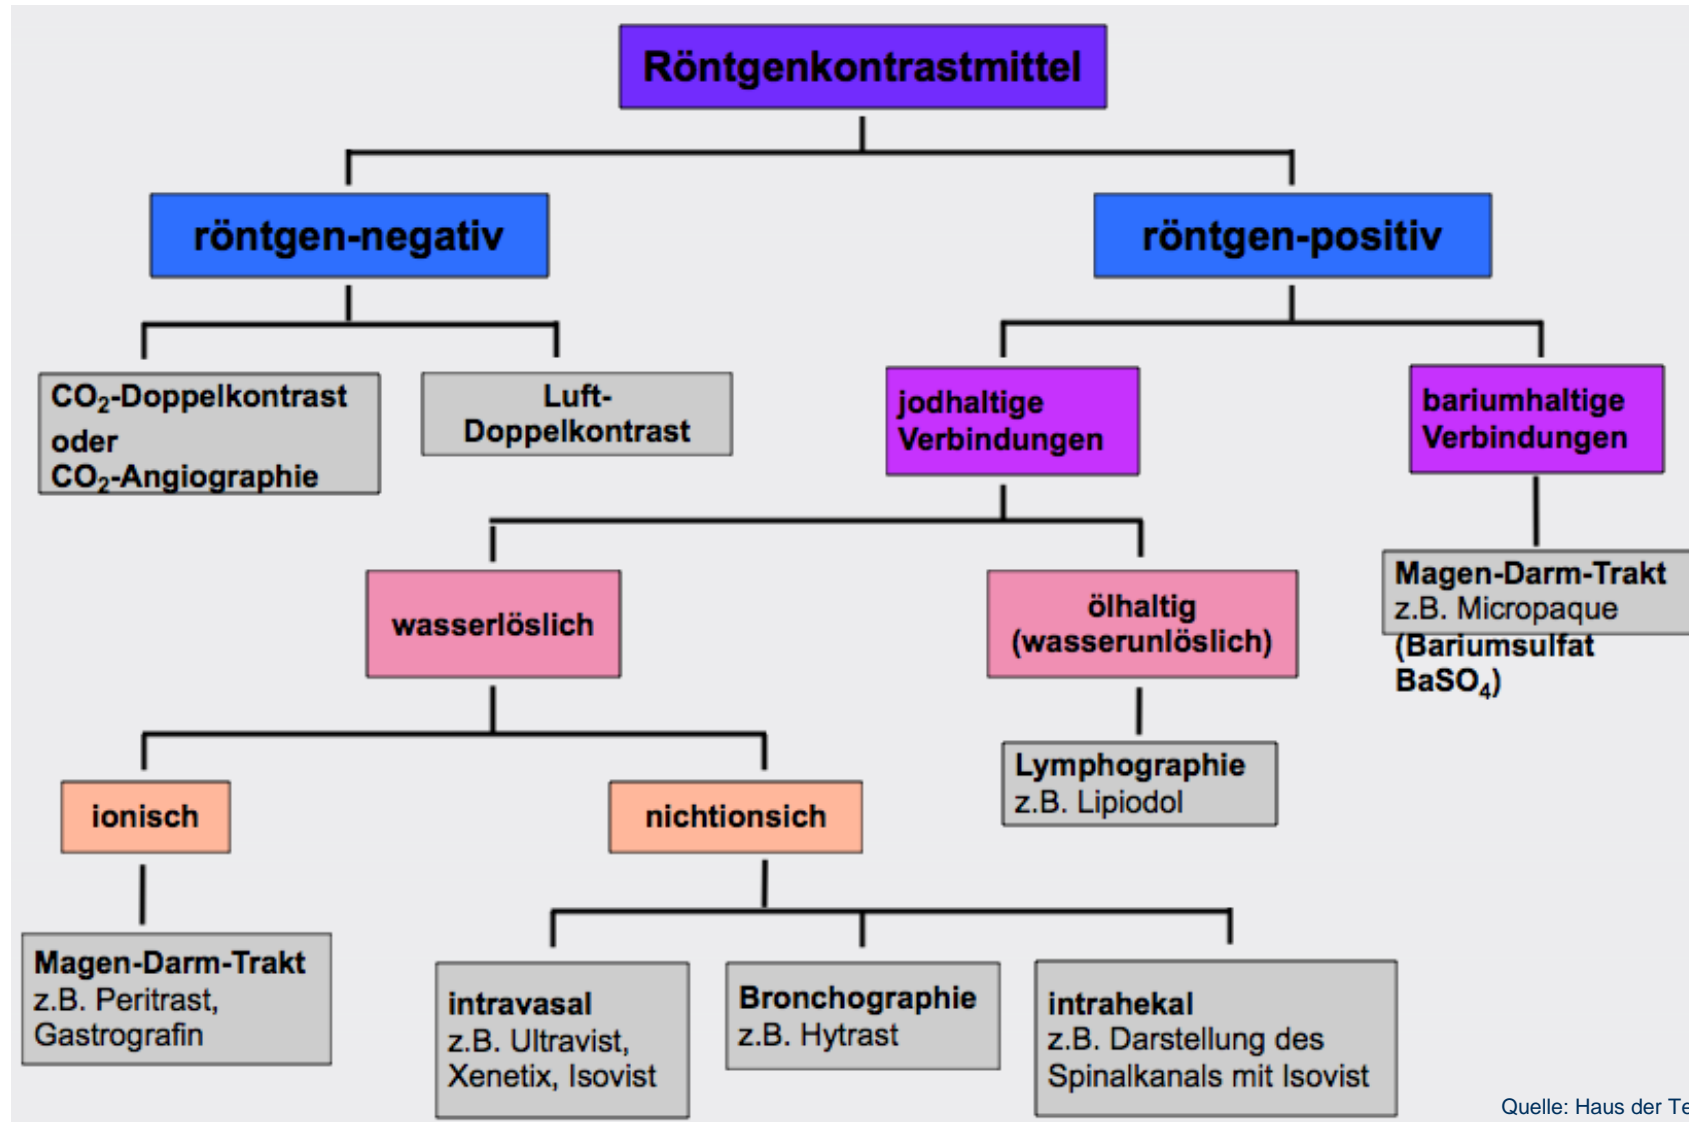 Röntgenkontrastmittel
röntgen-negativ
röntgen-positiv
CO₂-Doppelkontrast
oder
CO₂-Angiographie
Luft-
Doppelkontrast
jodhaltige
Verbindungen
bariumhaltige
Verbindungen
wasserlöslich
ölhaltig
(wasserunlöslich)
Magen-Darm-Trakt
z.B. Micropaque
(Bariumsulfat
BaSO₄)
ionisch
nichtionsich
Lymphographie
z.B. Lipiodol
Magen-Darm-Trakt
z.B. Peritrast,
Gastrografin
intravasal
z.B. Ultravist,
Xenetix, Isovist
Bronchographie
z.B. Hytrast
intrahekal
z.B. Darstellung des
Spinalkanals mit Isovist
Quelle: Haus der